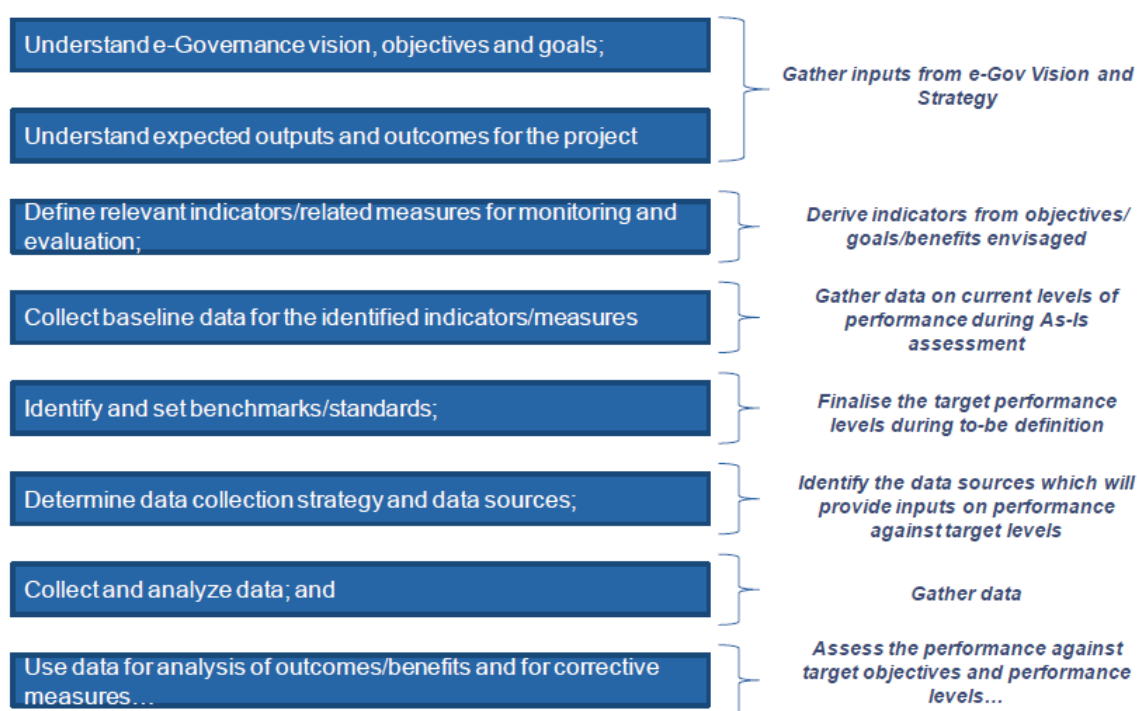 Understand e-Governance vision, objectives and goals;
Gather inputs from e-Gov Vision and
Strategy
Understand expected outputs and outcomes for the project
Define relevant indicators/related measures for monitoring and
evaluation;
Derive indicators from objectives/
goals/benefits envisaged
Collect baseline data for the identified indicators/measures
Gather data on current levels of
performance during As-Is
assessment
Identify and set benchmarks/standards;
Finalise the target performance
levels during to-be definition
Determine data collection strategy and data sources;
Identify the data sources which will
provide inputs on performance
against target levels
Collect and analyze data; and
Gather data
Use data for analysis of outcomes/benefits and for corrective
measures…
Assess the performance against
target objectives and performance
levels…